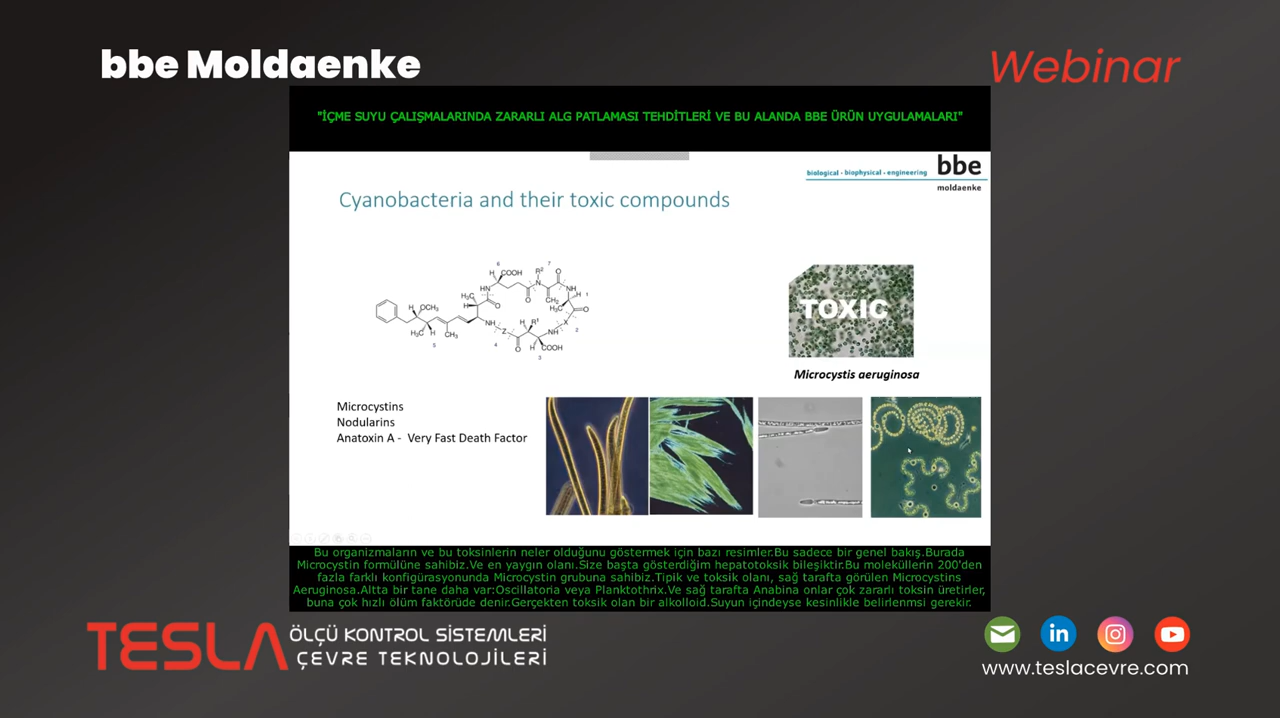 bbe Moldaenke
Webinar
"İÇME SUYU ÇALIŞMALARINDA ZARARLI ALG PATLAMASI TEHDİTLERİ VE BU ALANDA BBE ÜRÜN UYGULAMALARI"
biological - biophysical - engineering
bbe
moldaenke
Cyanobacteria and their toxic compounds
TOXIC
Microcystis aeruginosa
Microcystins
Nodularins
Anatoxin A - Very Fast Death Factor
Bu organizmaların ve bu toksinlerin neler olduğunu göstermek için bazı resimler.Bu sadece bir genel bakış.Burada
Microcystin formülüne sahibiz.Ve en yaygın olanı.Size başta gösterdiğim hepatotoksik bileşiktir.Bu moleküllerin 200'den
fazla farklı konfigürasyonunda Microcystin grubuna sahibiz.Tipik ve toksik olanı, sağ tarafta görülen Microcystins
Aeruginosa.Altta bir tane daha var:Oscillatoria veya Planktothrix.Ve sağ tarafta Anabina onlar çok zararlı toksin üretirler,
buna çok hızlı ölüm faktörüde denir.Gerçekten toksik olan bir alkolloid.Suyun içindeyse kesinlikle belirlenmsi gerekir.
TESLA
ÖLÇÜ KONTROL SİSTEMLERİ
ÇEVRE TEKNOLOJİLERİ
www.teslacevre.com